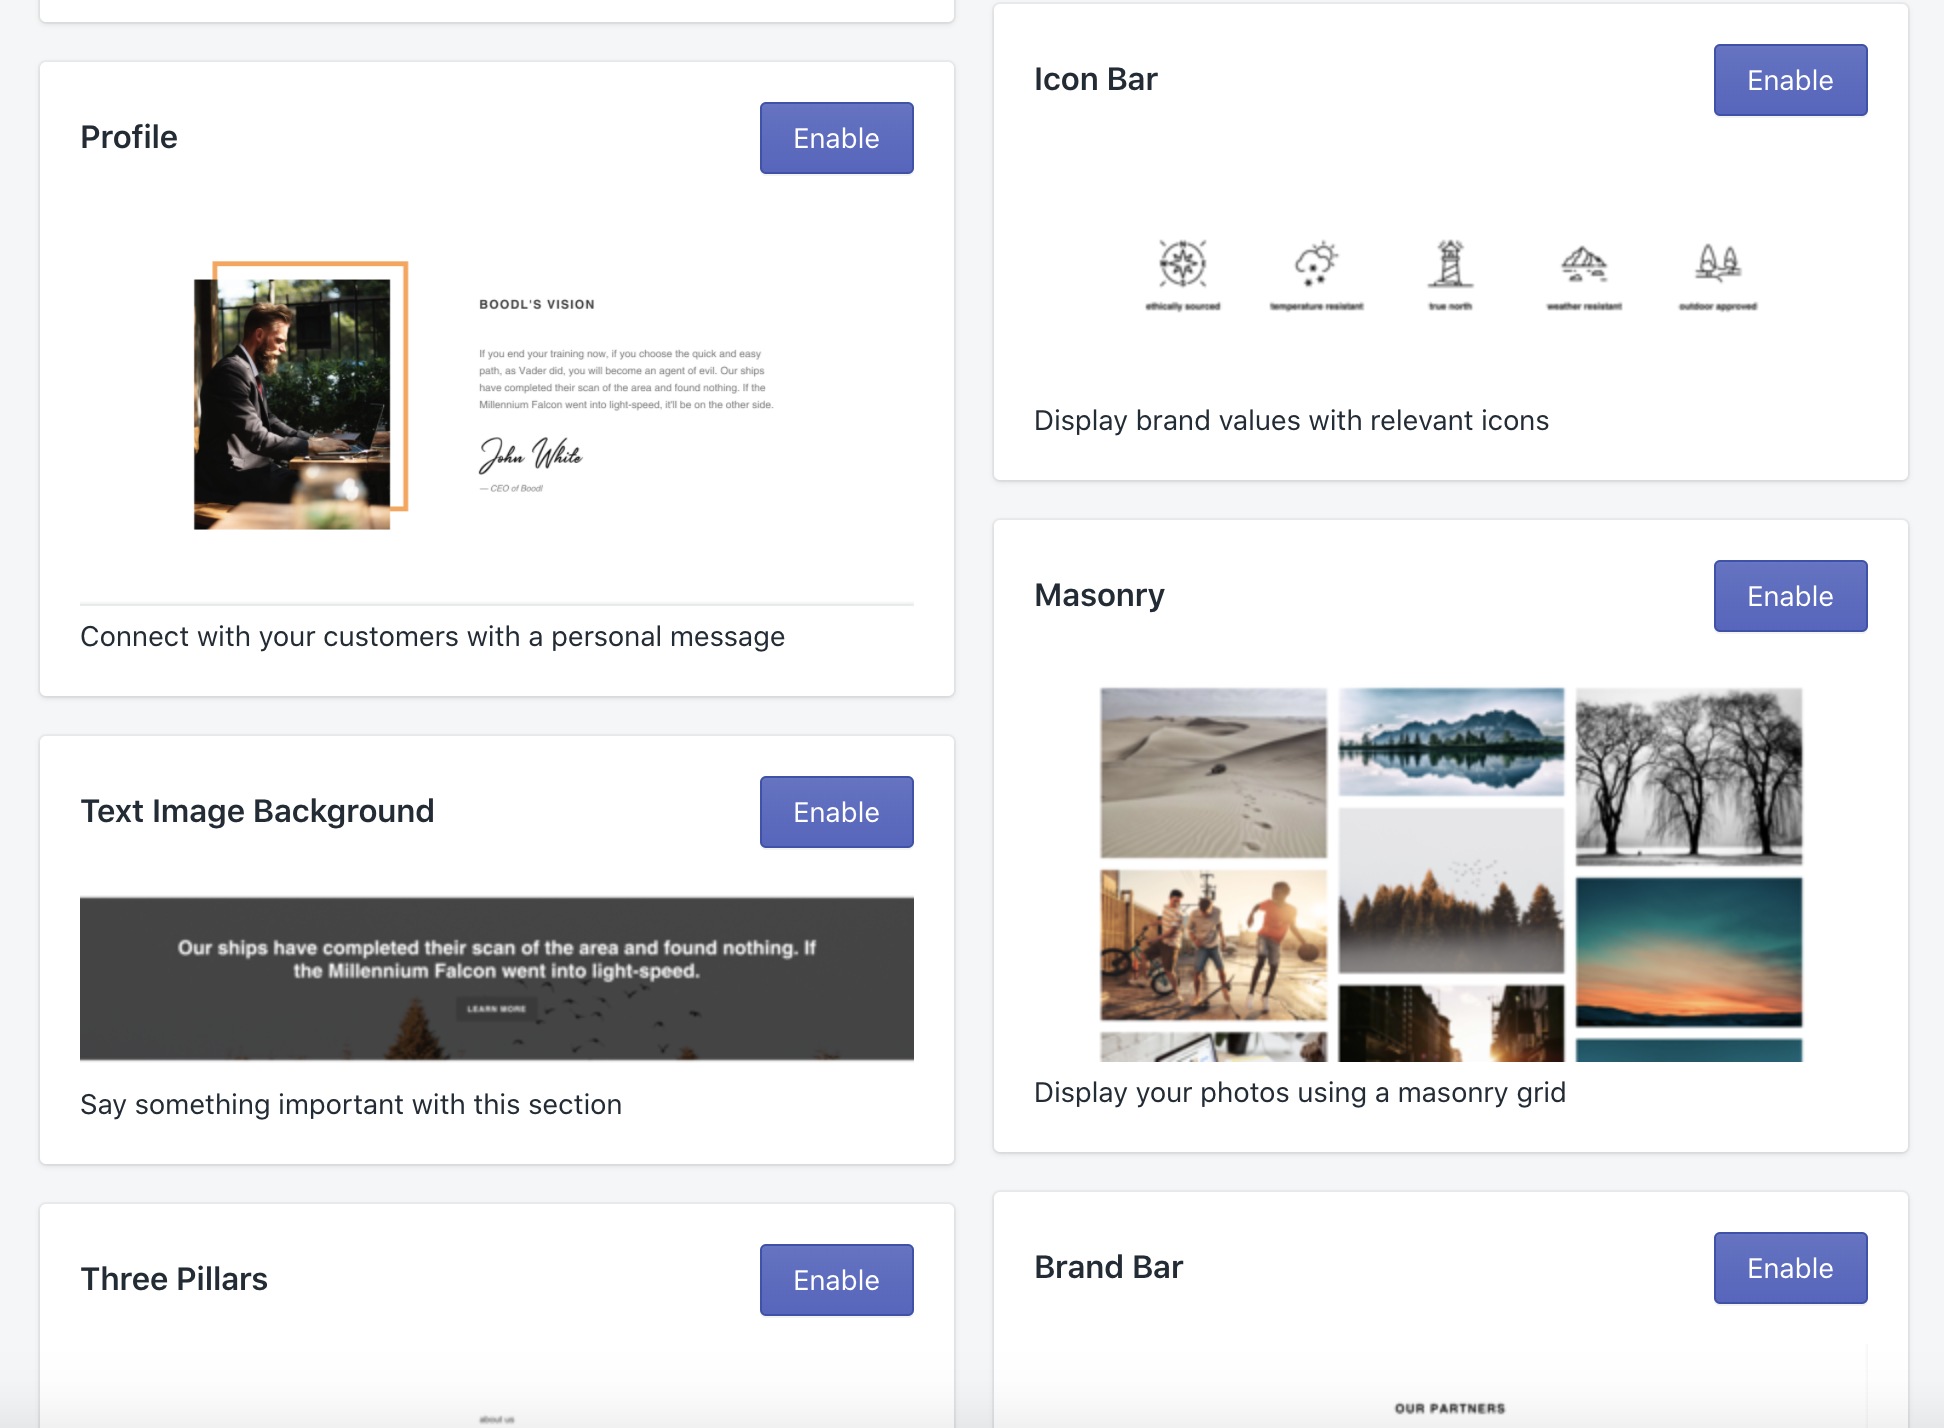 Profile
Enable
BOODL'S VISION
If you end your training now, if you choose the quick and easy
path, as Vader did, you will become an agent of evil. Our ships
have completed their scan of the area and found nothing. If the
Millennium Falcon went into light-speed, it'll be on the other side.
John White
— CEO of Boodl
Connect with your customers with a personal message
Text Image Background
Enable
Our ships have completed their scan of the area and found nothing. If
the Millennium Falcon went into light-speed.
LEARN MORE
Say something important with this section
Three Pillars
Enable
about us
Icon Bar
Enable
N
ethically sourced
temperature resistant
true north
weather resistant
outdoor approved
Display brand values with relevant icons
Masonry
Enable
Display your photos using a masonry grid
Brand Bar
Enable
OUR PARTNERS